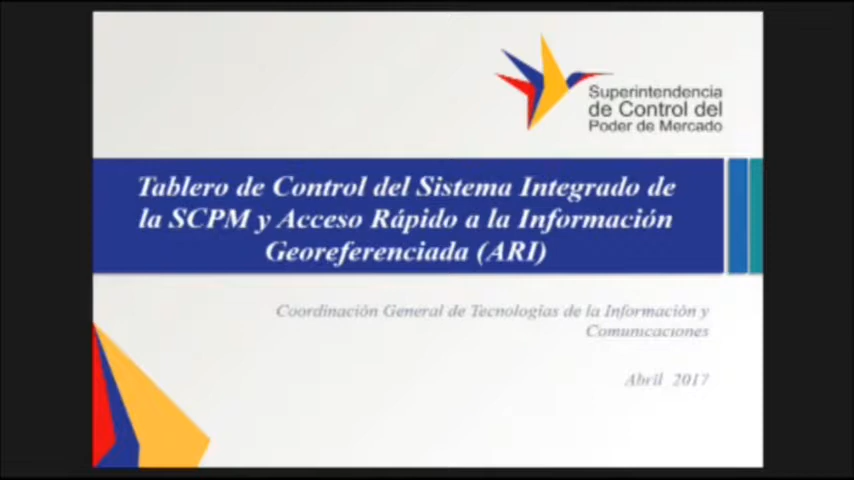 Superintendencia
de Control del
Poder de Mercado
Tablero de Control del Sistema Integrado de
la SCPM y Acceso Rápido a la Información
Georeferenciada (ARI)
Coordinación General de Tecnologías de la Información y
Comunicaciones
Abril 2017